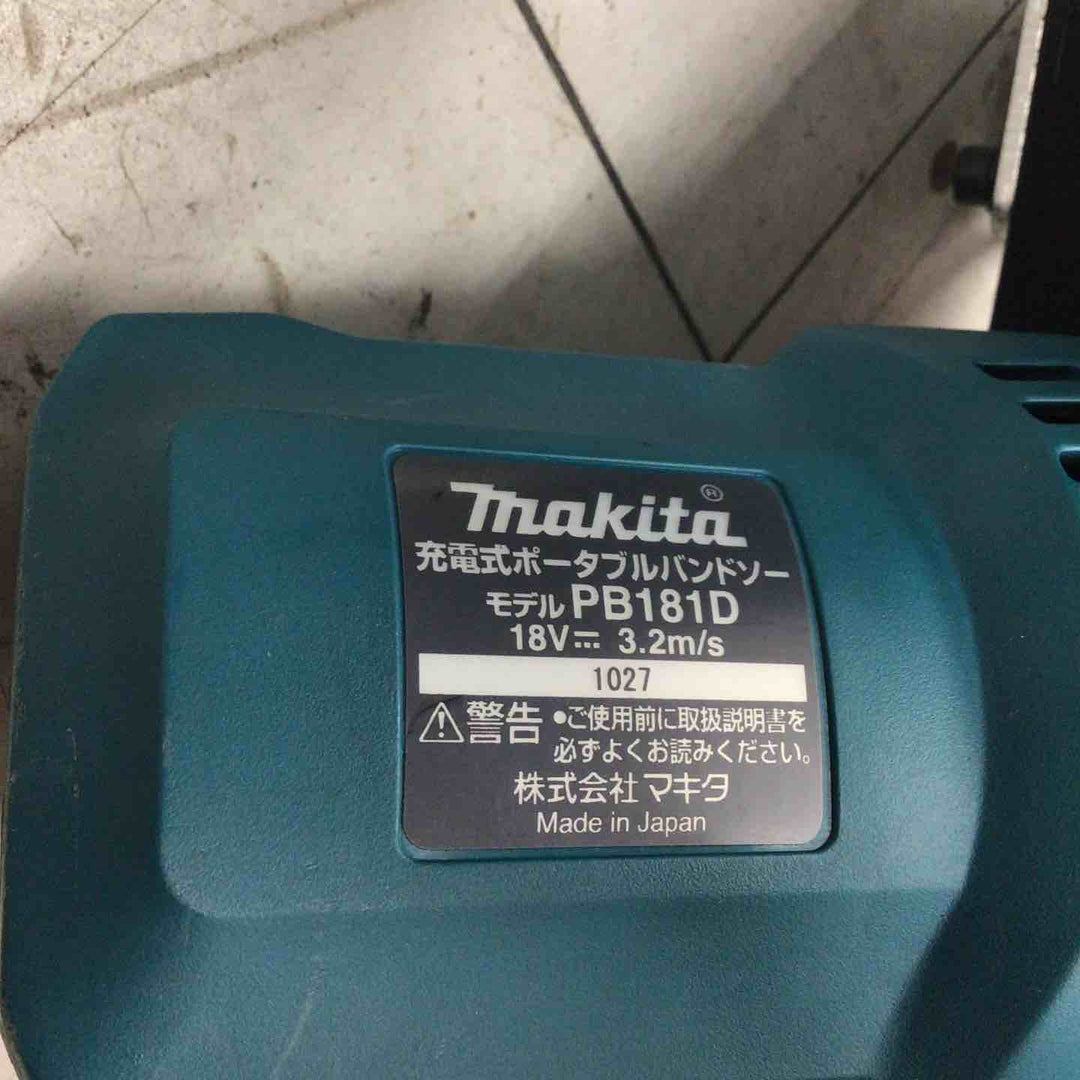 makita®
充電式ポータブルバンドソー
モデル PB181D
18V⎓ 3.2m/s
1027
⚠警告 •ご使用前に取扱説明書を
必ずよくお読みください。
株式会社マキタ
Made in Japan